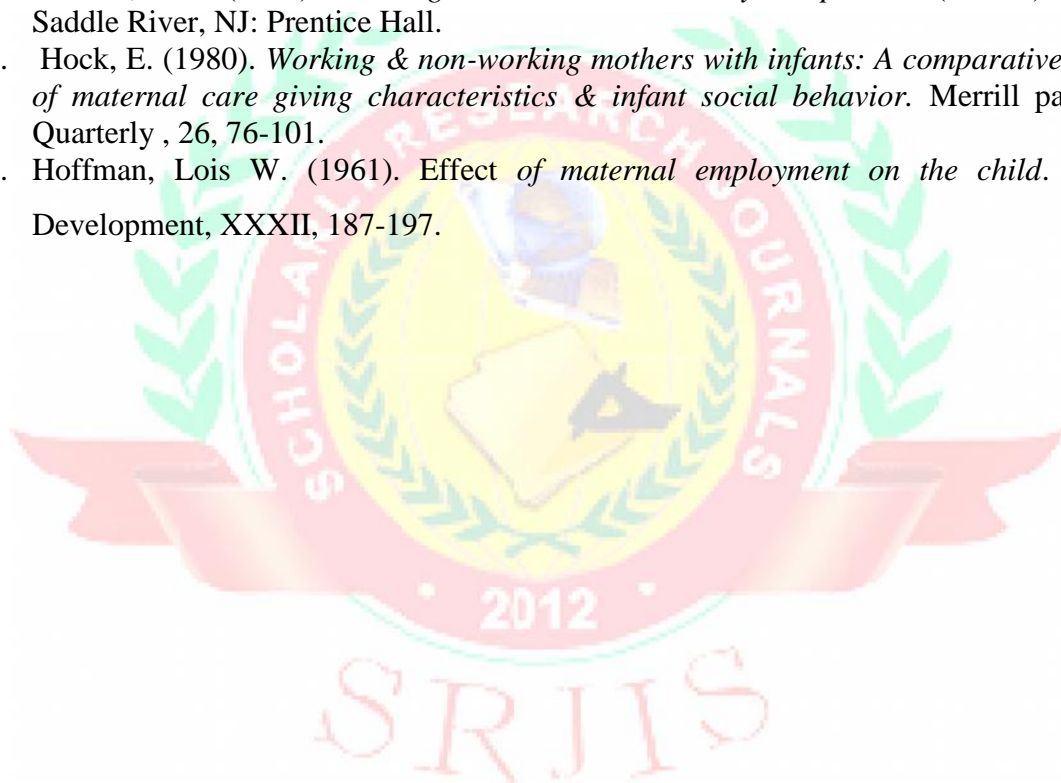 Saddle River, NJ: Prentice Hall.
. Hock, E. (1980). Working & non-working mothers with infants: A comparative
of maternal care giving characteristics & infant social behavior. Merrill pa
Quarterly , 26, 76-101.
. Hoffman, Lois W. (1961). Effect of maternal employment on the child.
Development, XXXII, 187-197.
SCHOLARLY RESEARCH JOURNALS
2012
SRJIS